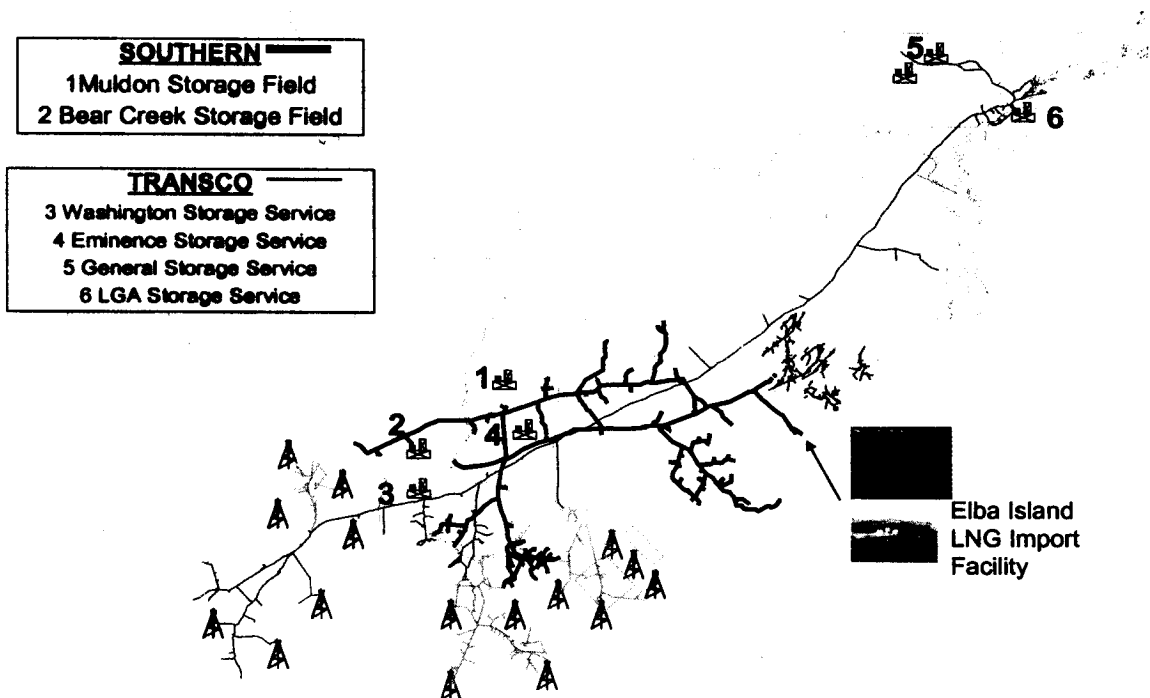 SOUTHERN
1Muldon Storage Field
2 Bear Creek Storage Field
TRANSCO
3 Washington Storage Service
4 Eminence Storage Service
5 General Storage Service
6 LGA Storage Service
5
6
1
2
4
3
Elba Island
LNG Import
Facility